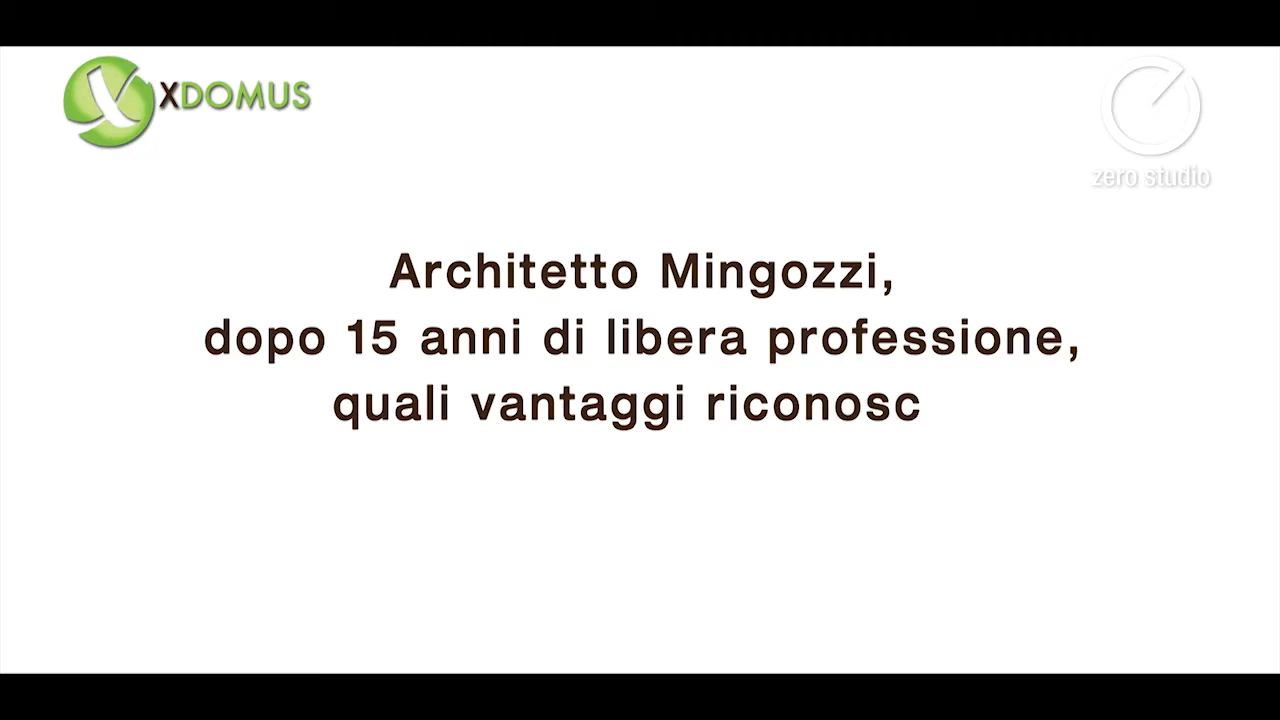 XDOMUS
zero studio
Architetto Mingozzi,
dopo 15 anni di libera professione,
quali vantaggi riconosc